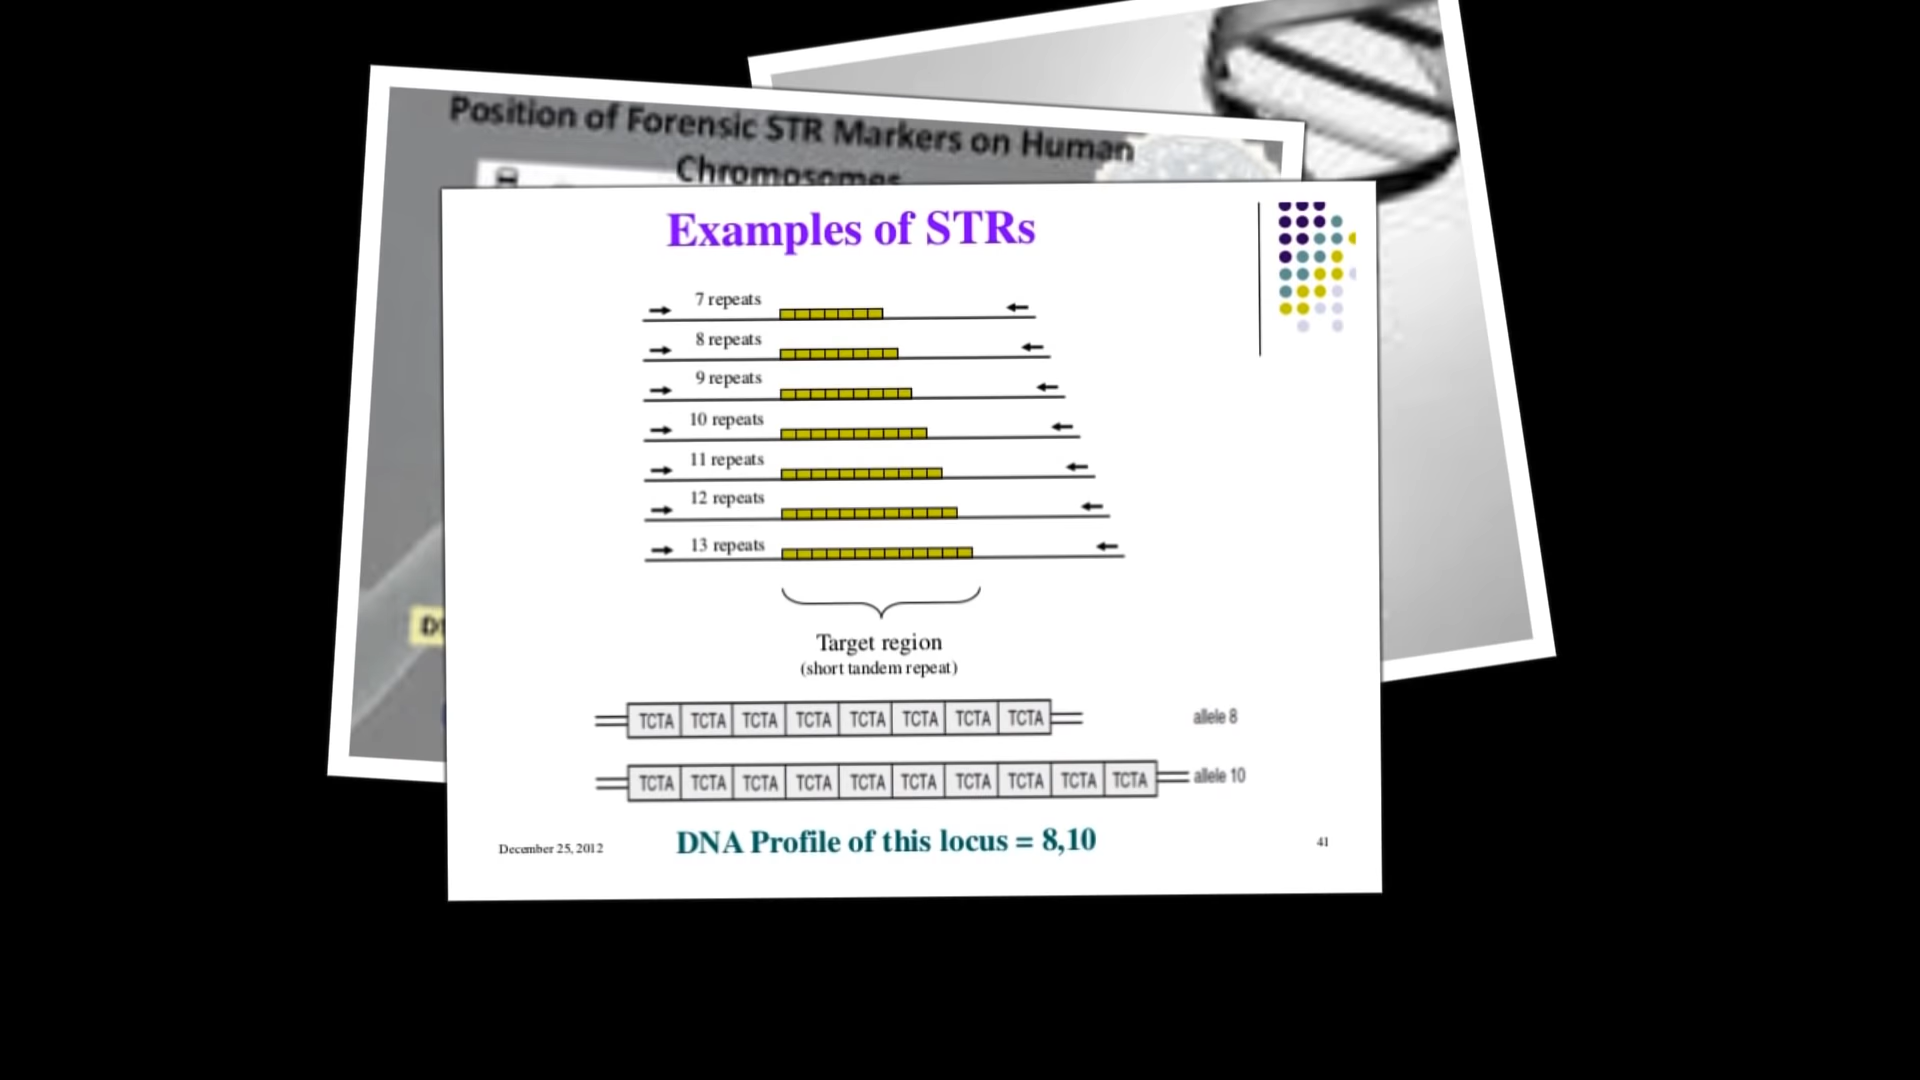 Position of Forensic STR Markers on Human
Chromosomes
Examples of STRs
7 repeats
8 repeats
9 repeats
10 repeats
11 repeats
12 repeats
13 repeats
Target region
(short tandem repeat)
TCTA TCTA TCTA TCTA TCTA TCTA TCTA TCTA allele 8
TCTA TCTA TCTA TCTA TCTA TCTA TCTA TCTA TCTA TCTA allele 10
December 25, 2012 DNA Profile of this locus = 8,10 41